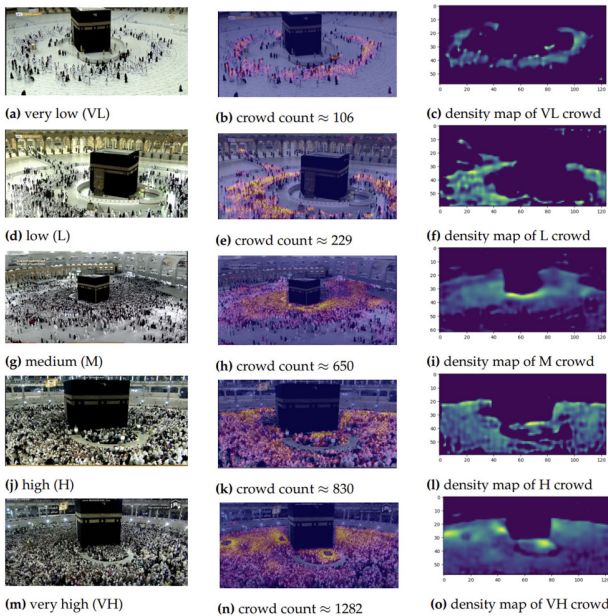 (a) very low (VL)
(b) crowd count ≈ 106
(c) density map of VL crowd
(d) low (L)
(e) crowd count ≈ 229
(f) density map of L crowd
(g) medium (M)
(h) crowd count ≈ 650
(i) density map of M crowd
(j) high (H)
(k) crowd count ≈ 830
(l) density map of H crowd
(m) very high (VH)
(n) crowd count ≈ 1282
(o) density map of VH crowd